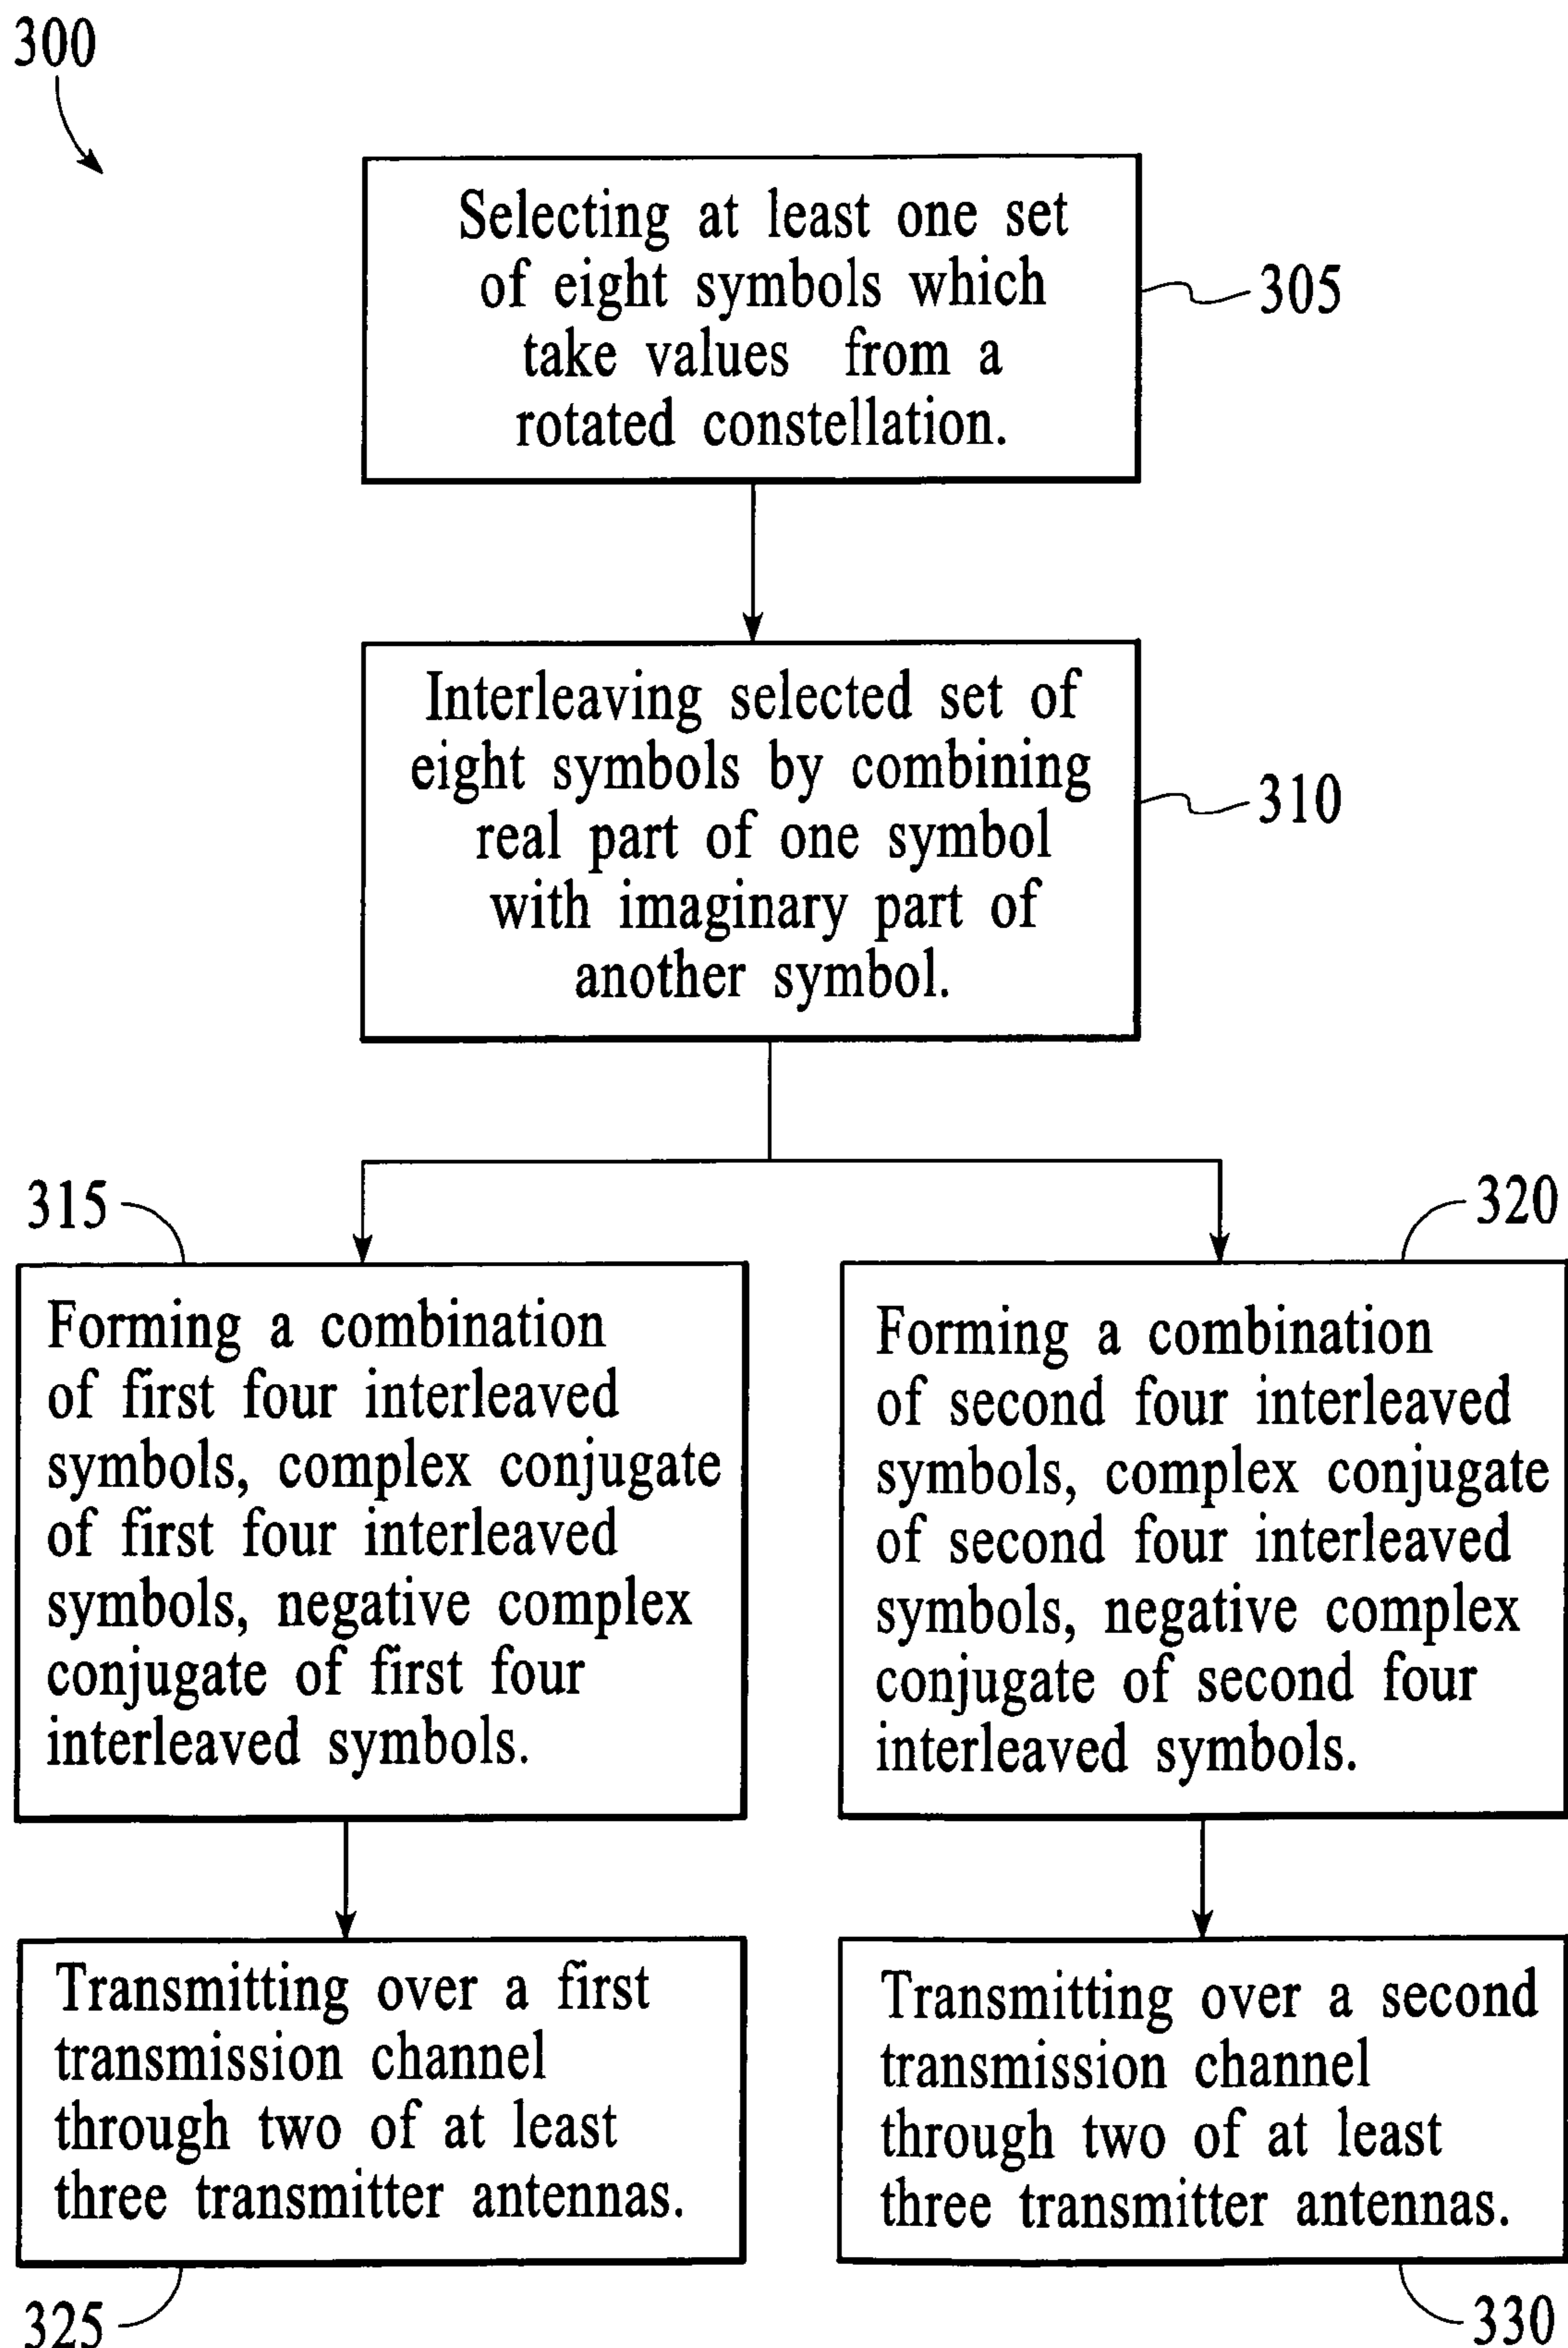 300
Selecting at least one set
of eight symbols which
take values from a
rotated constellation.
305
Interleaving selected set of
eight symbols by combining
real part of one symbol
with imaginary part of
another symbol.
310
315
Forming a combination
of first four interleaved
symbols, complex conjugate
of first four interleaved
symbols, negative complex
conjugate of first four
interleaved symbols.
320
Forming a combination
of second four interleaved
symbols, complex conjugate
of second four interleaved
symbols, negative complex
conjugate of second four
interleaved symbols.
Transmitting over a first
transmission channel
through two of at least
three transmitter antennas.
325
Transmitting over a second
transmission channel
through two of at least
three transmitter antennas.
330